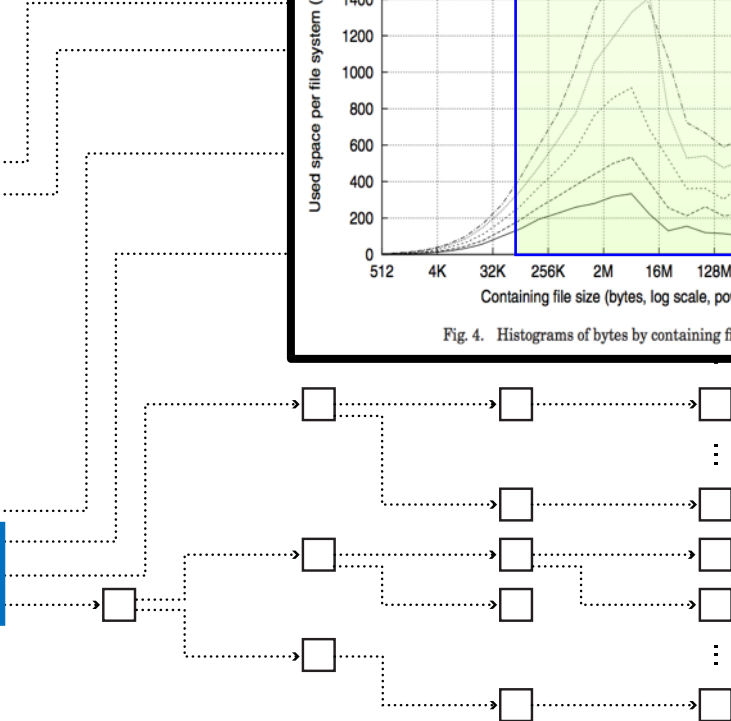 1400
1200
1000
800
600
400
200
0
Used space per file system (
512 4K 32K 256K 2M 16M 128M
Containing file size (bytes, log scale,
Fig. 4. Histograms of bytes by containing